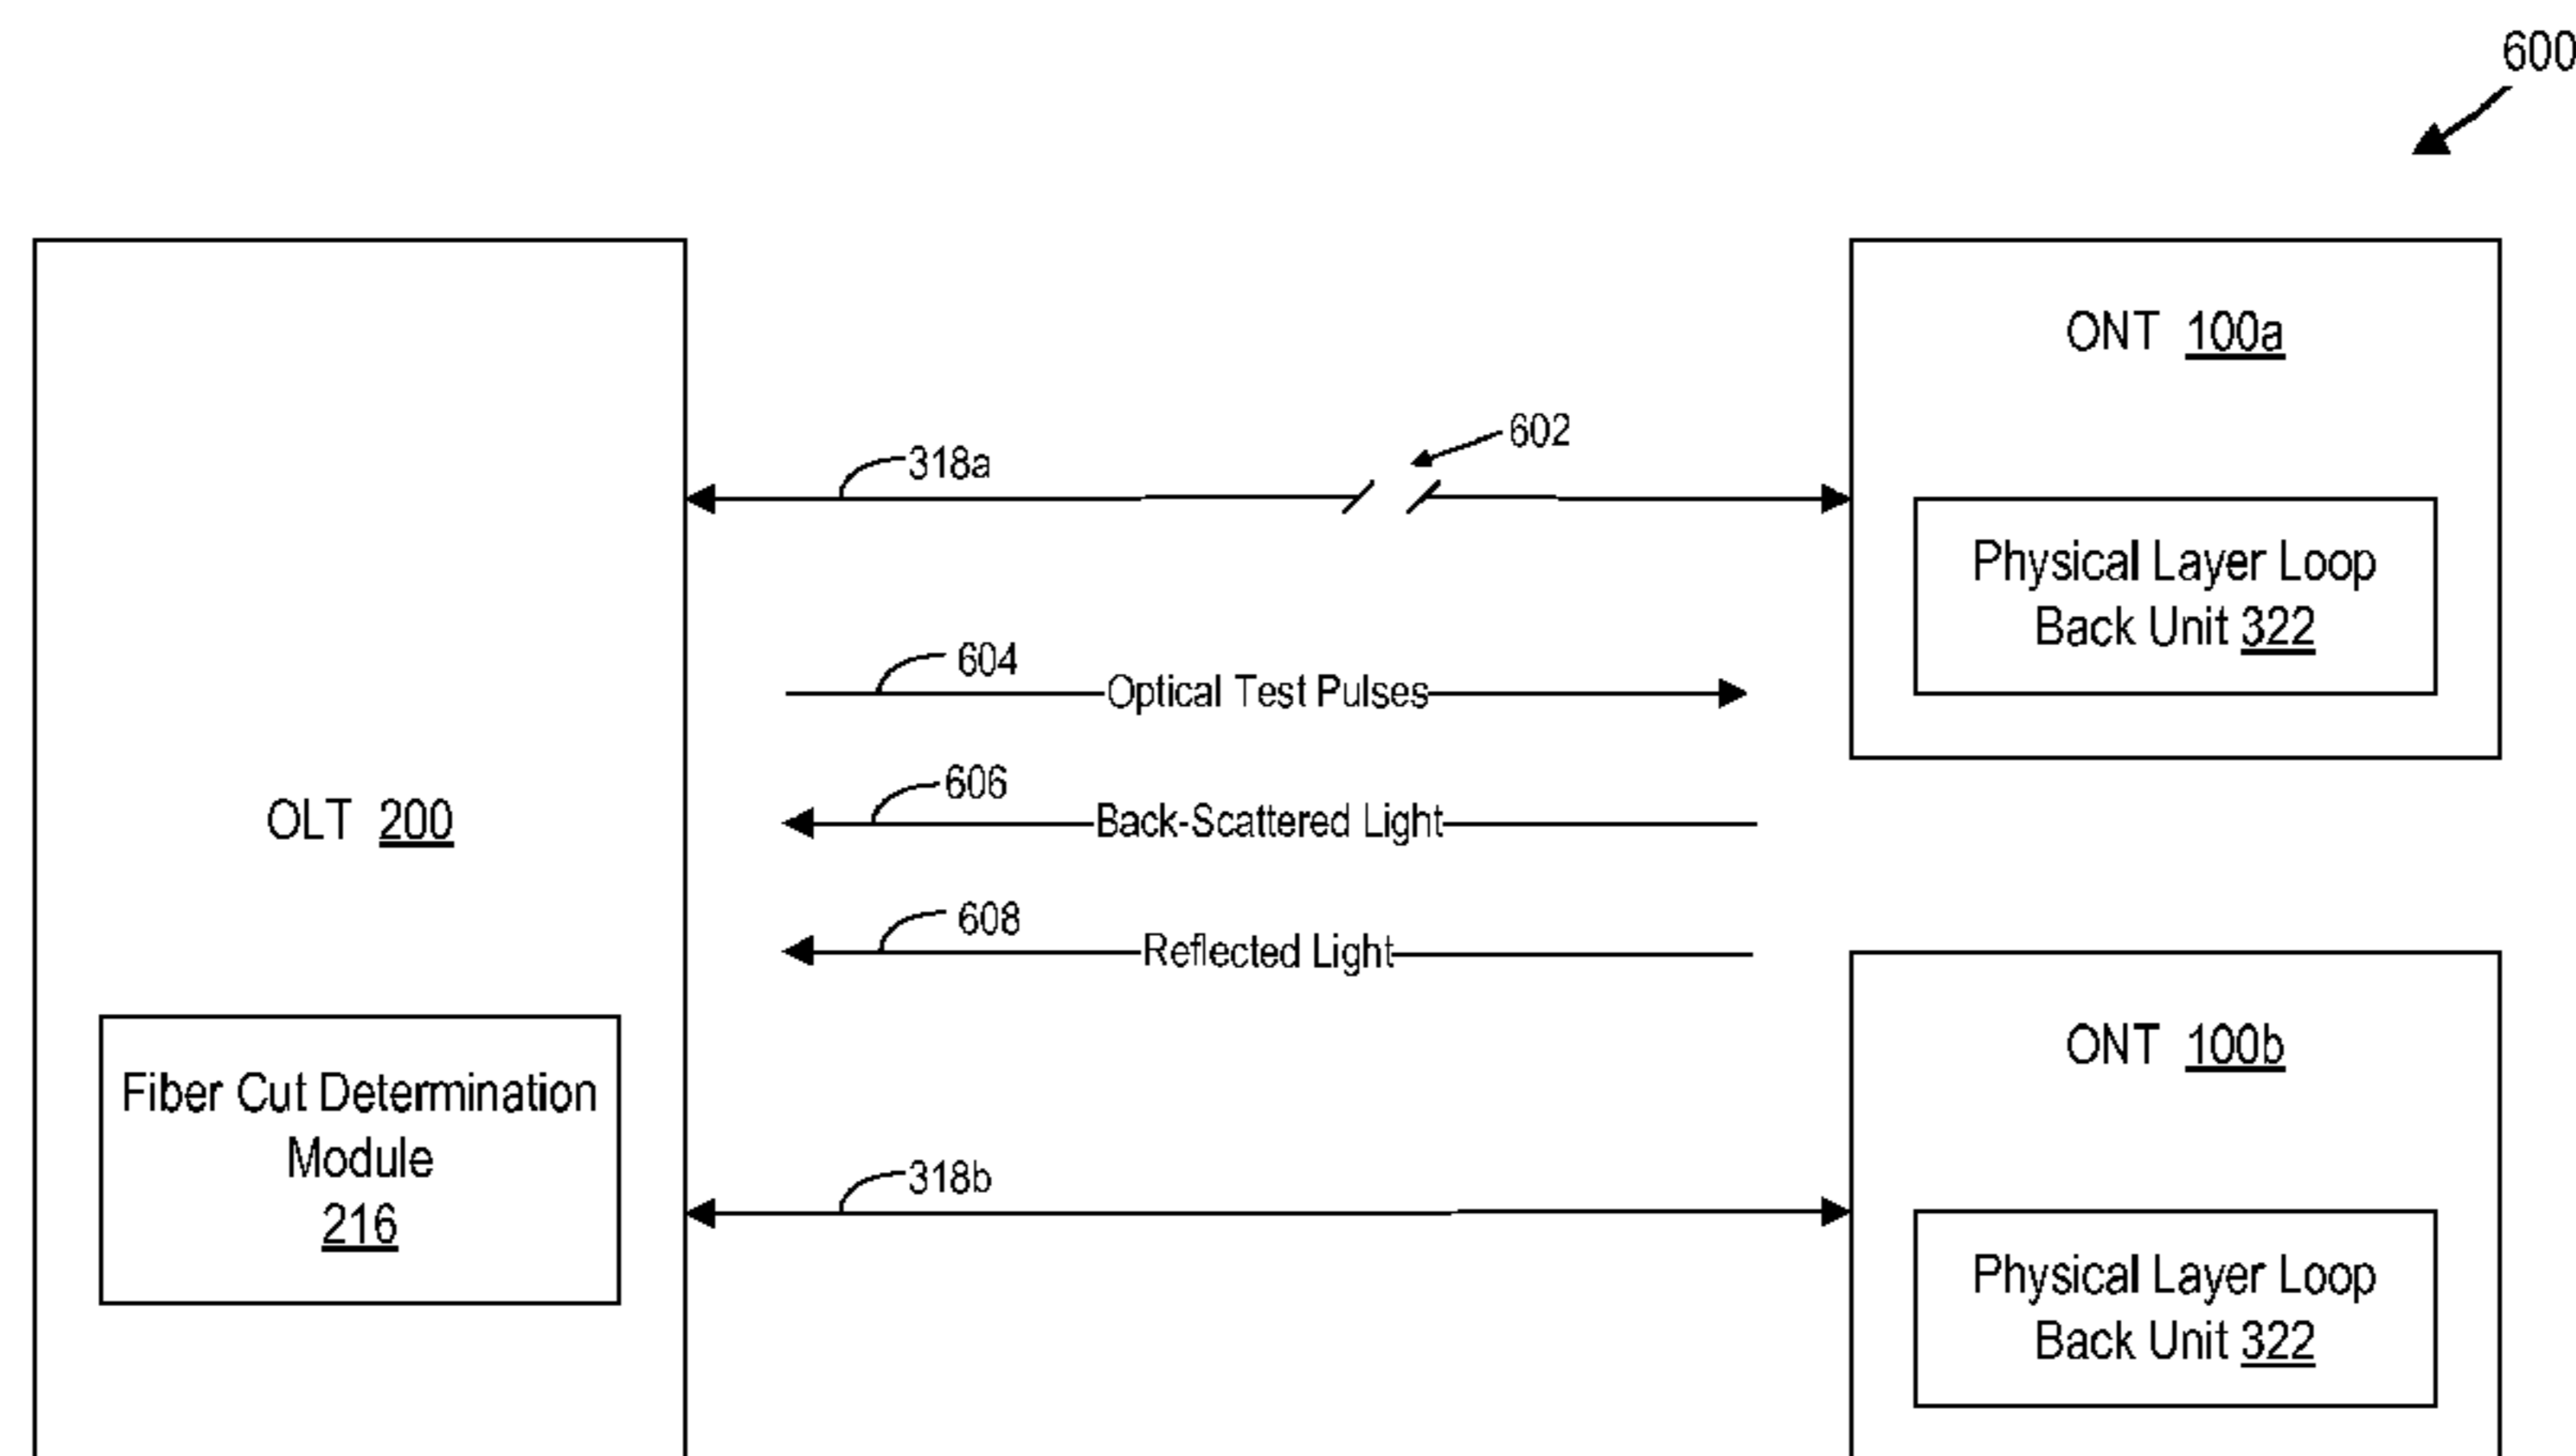 600
ONT 100a
602
318a
Physical Layer Loop
Back Unit 322
604
Optical Test Pulses
606
Back-Scattered Light
OLT 200
608
Reflected Light
ONT 100b
Fiber Cut Determination
Module
216
318b
Physical Layer Loop
Back Unit 322